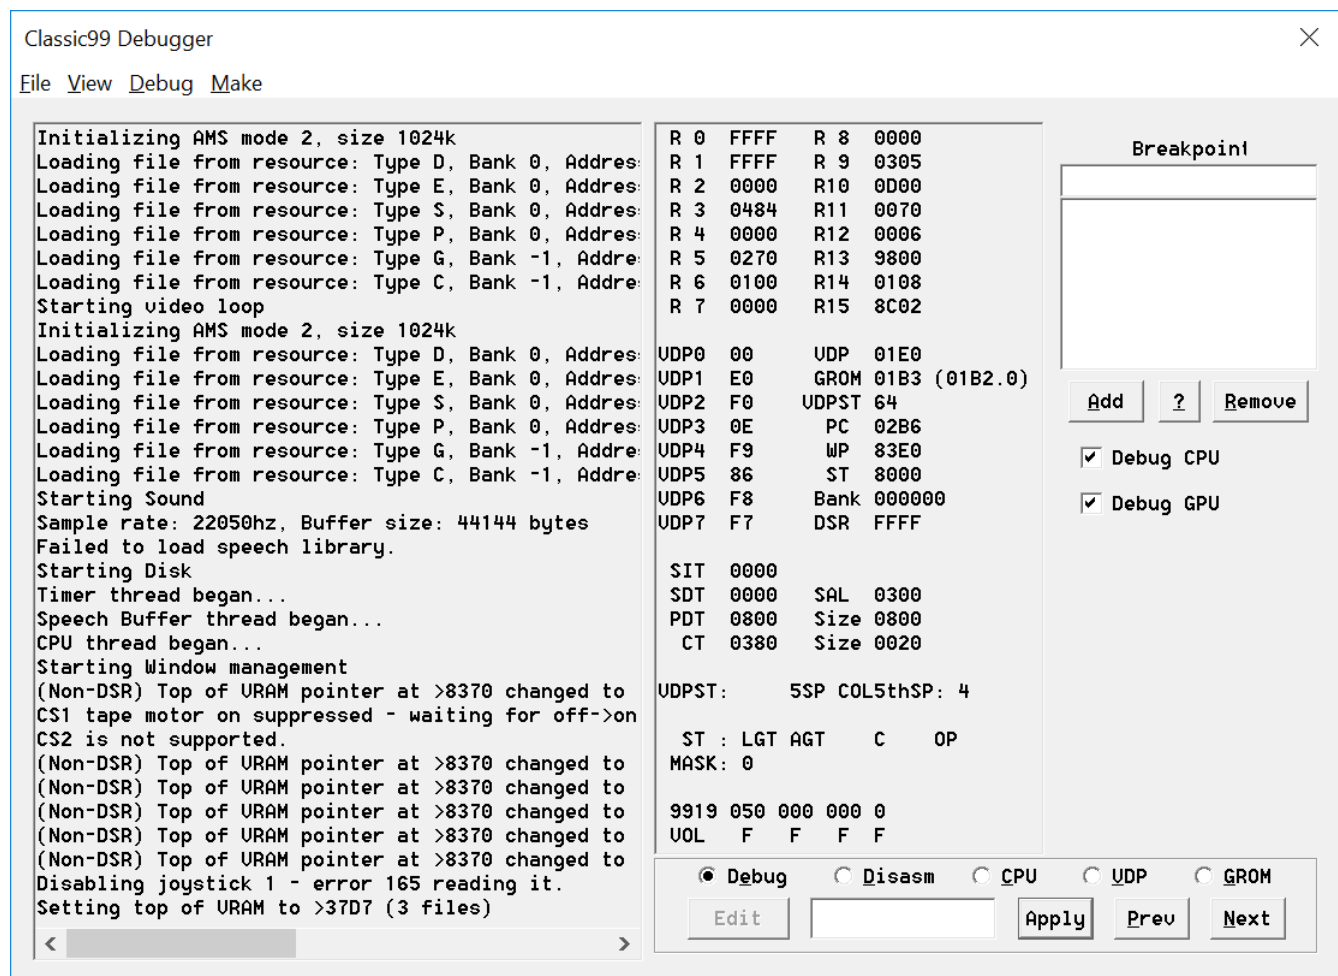 Classic99 Debugger
File View Debug Make
Initializing AMS mode 2, size 1024k
Loading file from resource: Type D, Bank 0, Addres
Loading file from resource: Type E, Bank 0, Addres
Loading file from resource: Type S, Bank 0, Addres
Loading file from resource: Type P, Bank 0, Addres
Loading file from resource: Type G, Bank -1, Addre
Loading file from resource: Type C, Bank -1, Addre
Starting video loop
Initializing AMS mode 2, size 1024k
Loading file from resource: Type D, Bank 0, Addres
Loading file from resource: Type E, Bank 0, Addres
Loading file from resource: Type S, Bank 0, Addres
Loading file from resource: Type P, Bank 0, Addres
Loading file from resource: Type G, Bank -1, Addre
Loading file from resource: Type C, Bank -1, Addre
Starting Sound
Sample rate: 22050hz, Buffer size: 44144 bytes
Failed to load speech library.
Starting Disk
Timer thread began...
Speech Buffer thread began...
CPU thread began...
Starting Window management
(Non-DSR) Top of VRAM pointer at >8370 changed to
CS1 tape motor on suppressed - waiting for off->on
CS2 is not supported.
(Non-DSR) Top of VRAM pointer at >8370 changed to
(Non-DSR) Top of VRAM pointer at >8370 changed to
(Non-DSR) Top of VRAM pointer at >8370 changed to
(Non-DSR) Top of VRAM pointer at >8370 changed to
(Non-DSR) Top of VRAM pointer at >8370 changed to
Disabling joystick 1 - error 165 reading it.
Setting top of VRAM to >37D7 (3 files)
R 0 FFFF R 8 0000
R 1 FFFF R 9 0305
R 2 0000 R10 0D00
R 3 0484 R11 0070
R 4 0000 R12 0006
R 5 0270 R13 9800
R 6 0100 R14 0108
R 7 0000 R15 8C02
VDP0 00 VDP 01E0
VDP1 E0 GROM 01B3 (01B2.0)
VDP2 F0 VDPST 64
VDP3 0E PC 02B6
VDP4 F9 WP 83E0
VDP5 86 ST 8000
VDP6 F8 Bank 000000
VDP7 F7 DSR FFFF
SIT 0000
SDT 0000 SAL 0300
PDT 0800 Size 0800
CT 0380 Size 0020
VDPST: 5SP COL5thSP: 4
ST : LGT AGT C OP
MASK: 0
9919 050 000 000 0
VOL F F F F
Breakpoint
Add ? Remove
Debug CPU
Debug GPU
Debug Disasm CPU VDP GROM
Edit Apply Prev Next